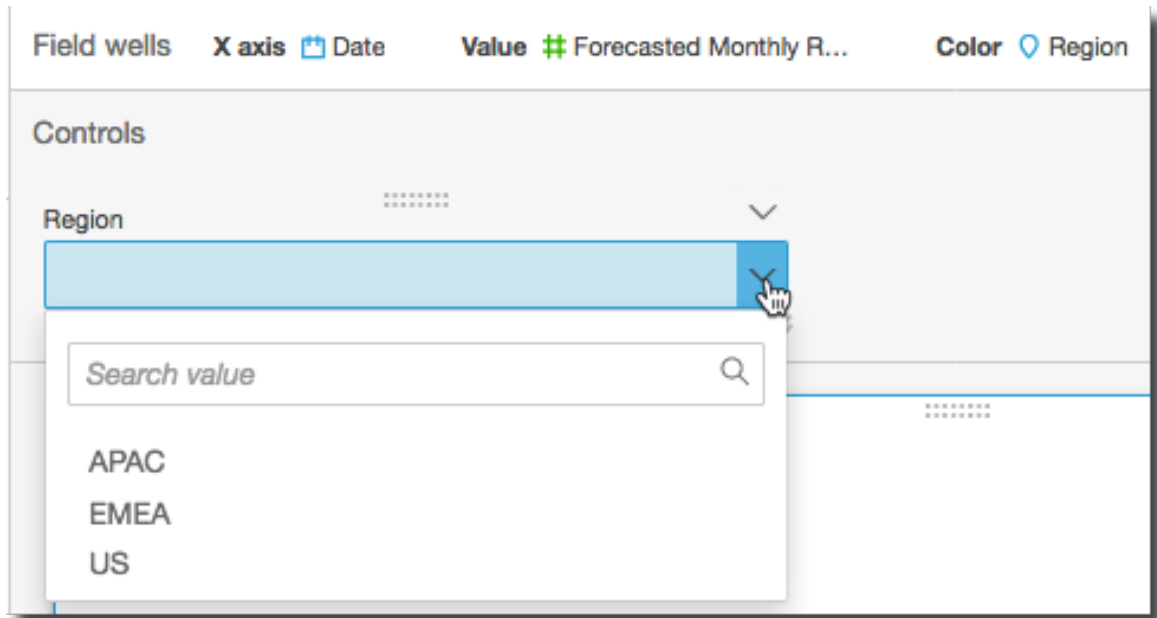 Field wells X axis Date Value Forecasted Monthly R... Color Region
Controls
Region
Search value
APAC
EMEA
US